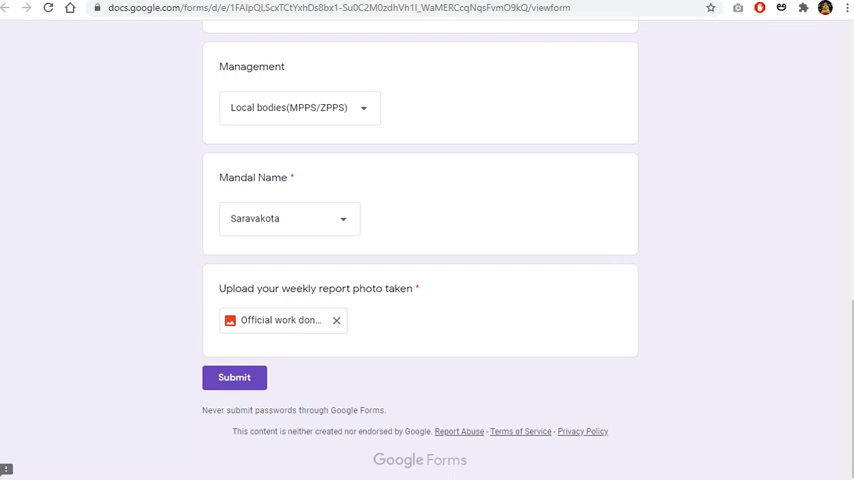 docs.google.com/forms/d/e/1FAIpQLScxTCtYxhDs8bx1-Su0C2M0zdhVh1I_WaMERCcqNqsFvmO9kQ/viewform
Management
Local bodies(MPPS/ZPPS)
Mandal Name *
Saravakota
Upload your weekly report photo taken *
Official work don...
Submit
Never submit passwords through Google Forms.
This content is neither created nor endorsed by Google. Report Abuse - Terms of Service - Privacy Policy
Google Forms